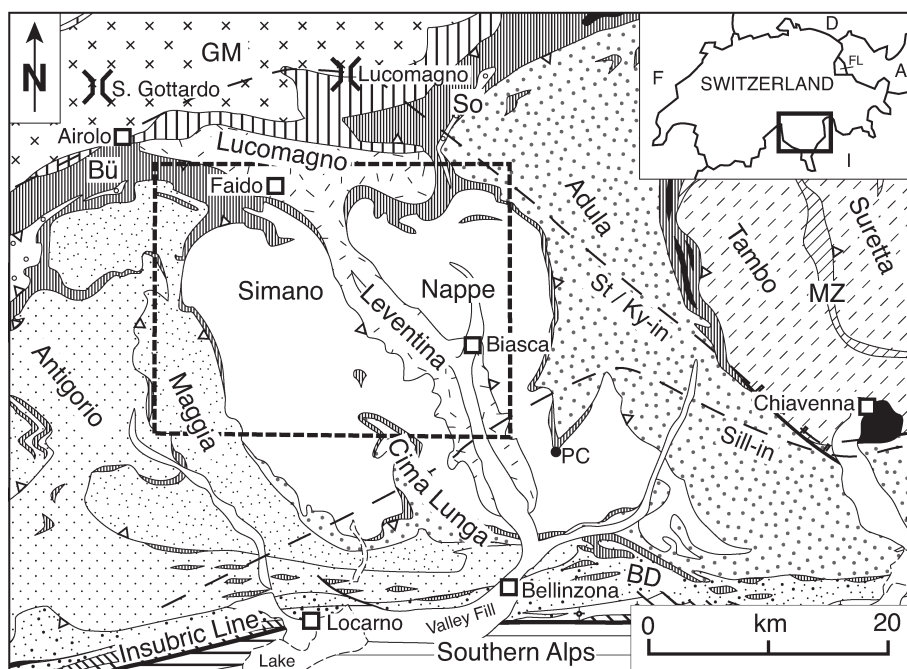 GM
D
F
FL
A
SWITZERLAND
I
N
S. Gottardo
Lucomagno
So
Airolo
Lucomagno
Bü
Faido
Adula
Suretta
Tambo
Simano
Nappe
Leventina
St / Ky-in
MZ
Biasca
Antigorio
Maggia
Chiavenna
Sill-in
PC
Cima Lunga
BD
Bellinzona
Insubric Line
Locarno
Valley Fill
Lake
Southern Alps
0 km 20